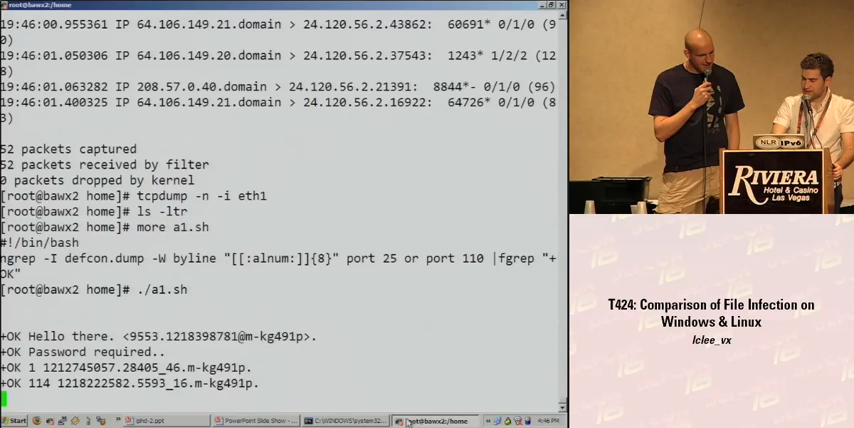 root@bawx2:/home
19:46:00.955361 IP 64.106.149.21.domain > 24.120.56.2.43862:  60691* 0/1/0 (9
0)
19:46:01.050306 IP 64.106.149.20.domain > 24.120.56.2.37543:  1243* 1/2/2 (12
8)
19:46:01.063282 IP 208.57.0.40.domain > 24.120.56.2.21391:  8844*- 0/1/0 (96)
19:46:01.400325 IP 64.106.149.21.domain > 24.120.56.2.16922:  64726* 0/1/0 (8
3)
52 packets captured
52 packets received by filter
0 packets dropped by kernel
[root@bawx2 home]# tcpdump -n -i eth1
[root@bawx2 home]# ls -ltr
[root@bawx2 home]# more a1.sh
#!/bin/bash
ngrep -I defcon.dump -W byline "[[:alnum:]]{8}" port 25 or port 110 |fgrep "+
OK"
[root@bawx2 home]# ./a1.sh
+OK Hello there. <9553.1218398781@m-kg491p>.
+OK Password required..
+OK 1 1212745057.28405_46.m-kg491p.
+OK 114 1218222582.5593_16.m-kg491p.
Start
PowerPoint Slide Show - ...
C:\WINDOWS\system32...
root@bawx2:/home
4:46 PM
NLR IPv6
RIVIERA
Hotel & Casino
Las Vegas
T424: Comparison of File Infection on
Windows & Linux
lclee_vx